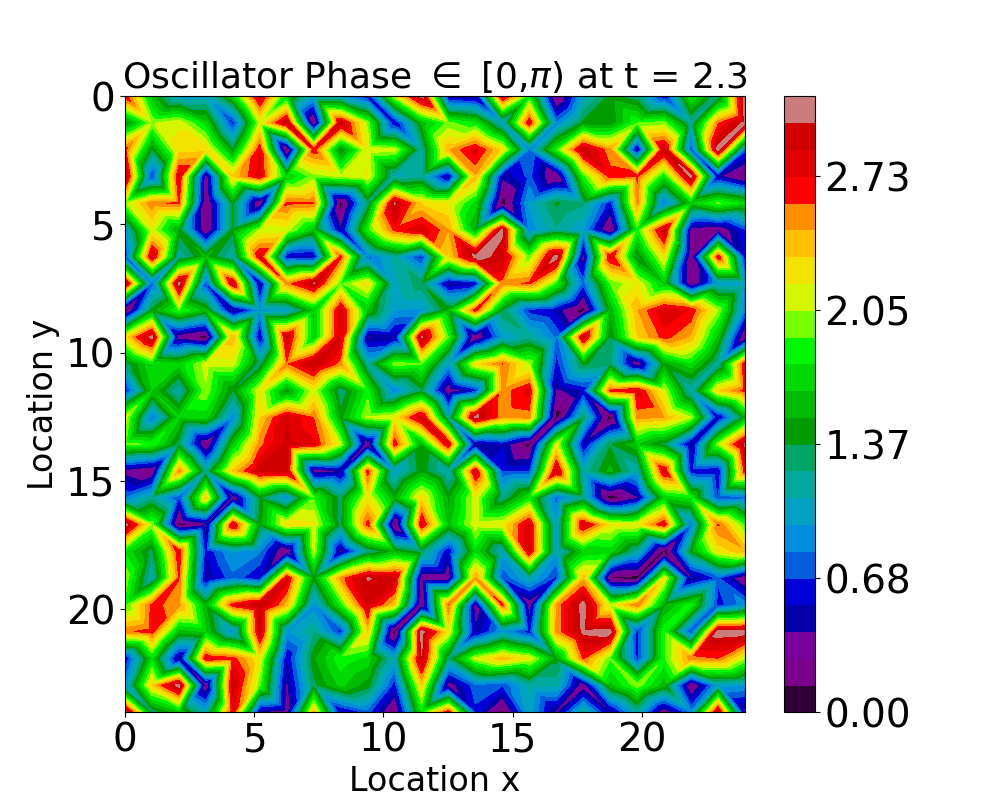 Oscillator Phase ∈ [0,π) at t = 2.3
0
5
10
15
20
Location y
0 5 10 15 20
Location x
2.73
2.05
1.37
0.68
0.00